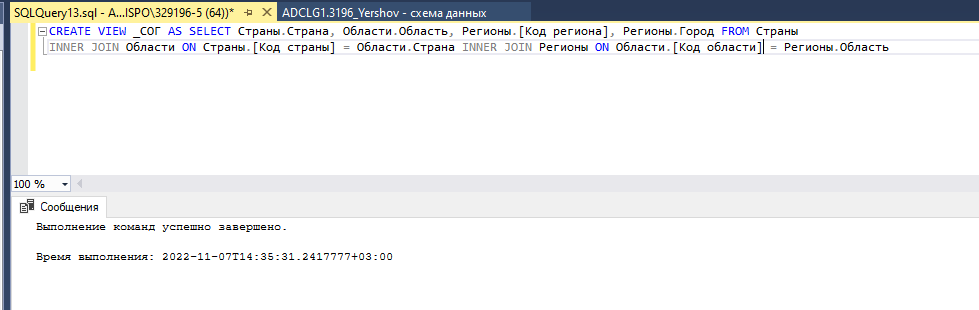 SQLQuery13.sql - A...ISPO\329196-5 (64))* ADCLG1.3196_Yershov - схема данных
CREATE VIEW _СОГ AS SELECT Страны.Страна, Области.Область, Регионы.[Код региона], Регионы.Город FROM Страны
INNER JOIN Области ON Страны.[Код страны] = Области.Страна INNER JOIN Регионы ON Области.[Код области] = Регионы.Область
100 %
Сообщения
Выполнение команд успешно завершено.
Время выполнения: 2022-11-07T14:35:31.2417777+03:00